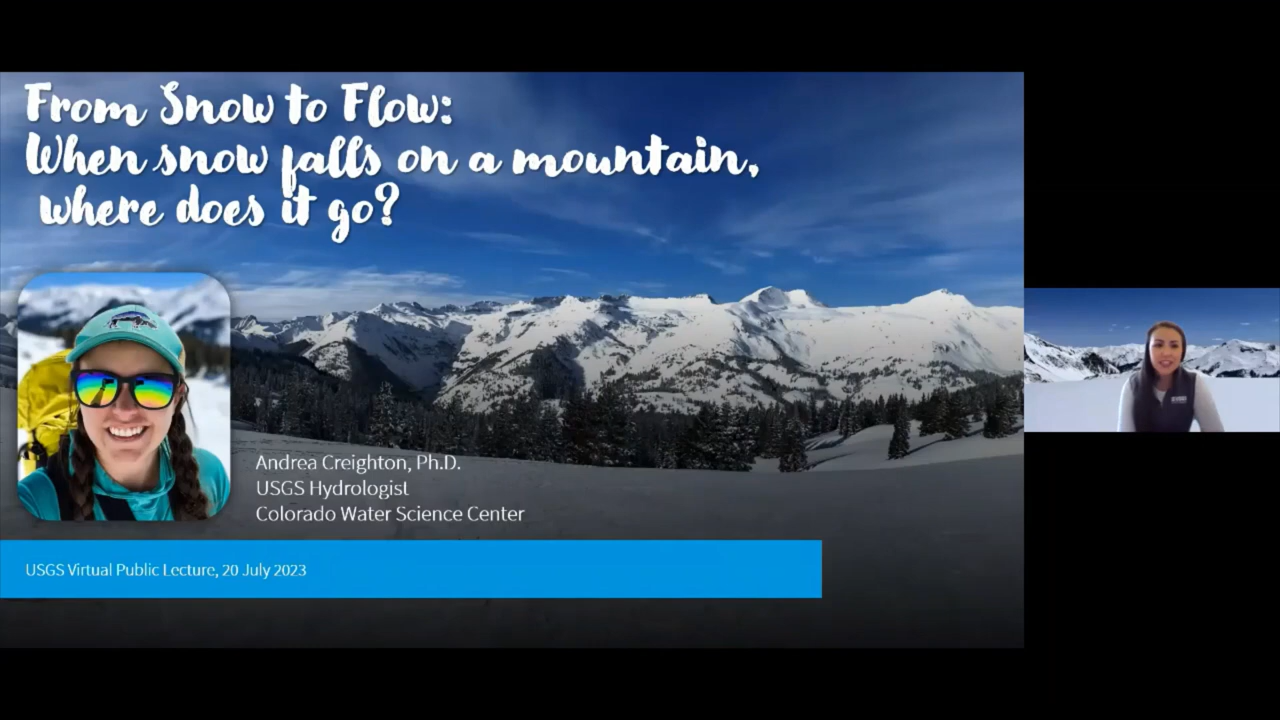 From Snow to Flow:
When snow falls on a mountain,
where does it go?
Andrea Creighton, Ph.D.
USGS Hydrologist
Colorado Water Science Center
USGS Virtual Public Lecture, 20 July 2023